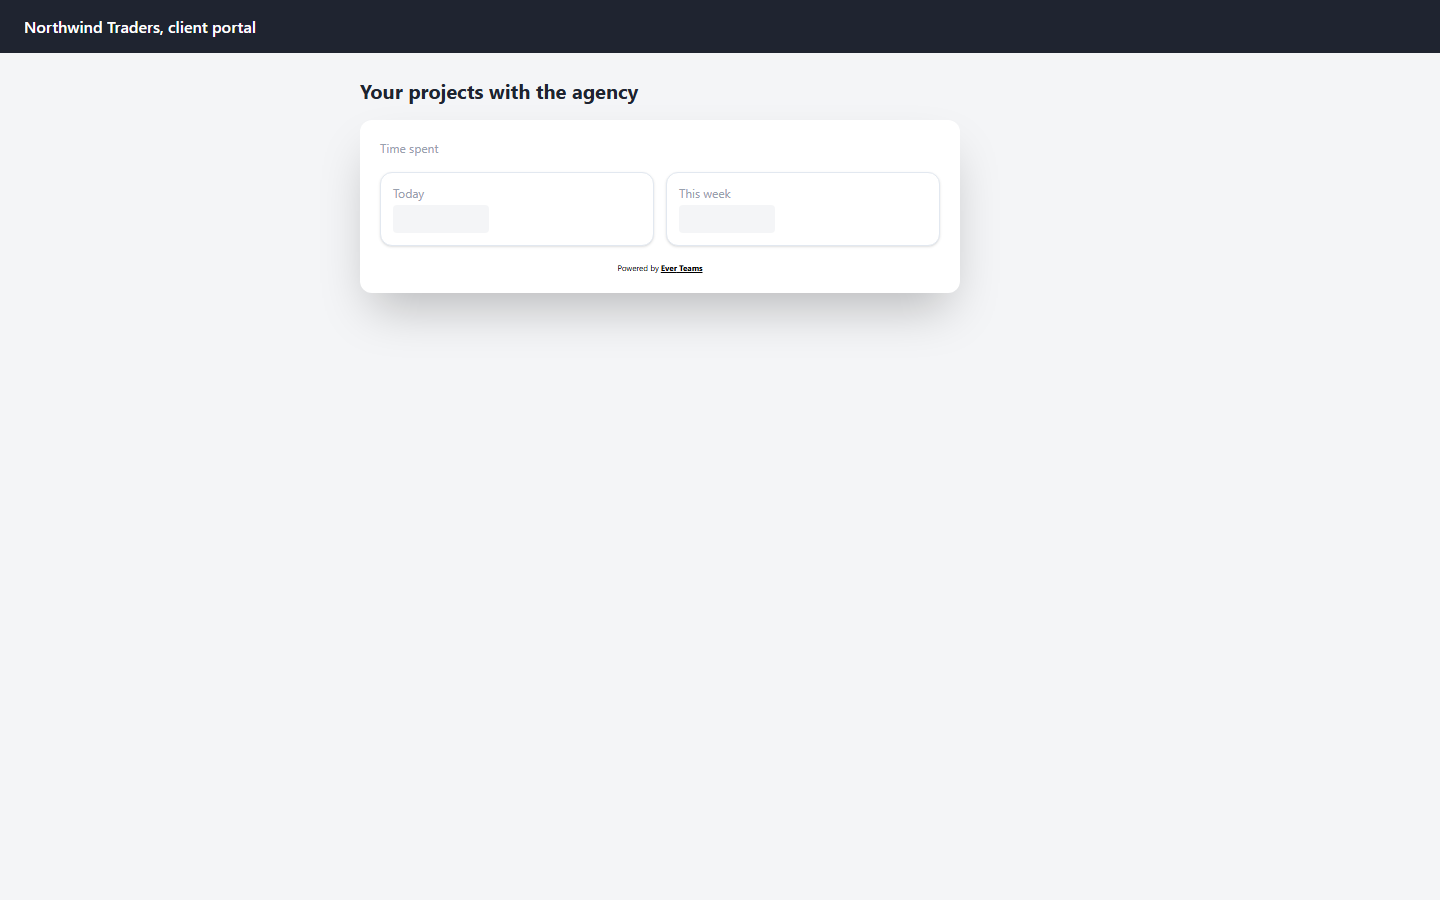 Northwind Traders, client portal
Your projects with the agency
Time spent
Today
This week
Powered by Ever Teams